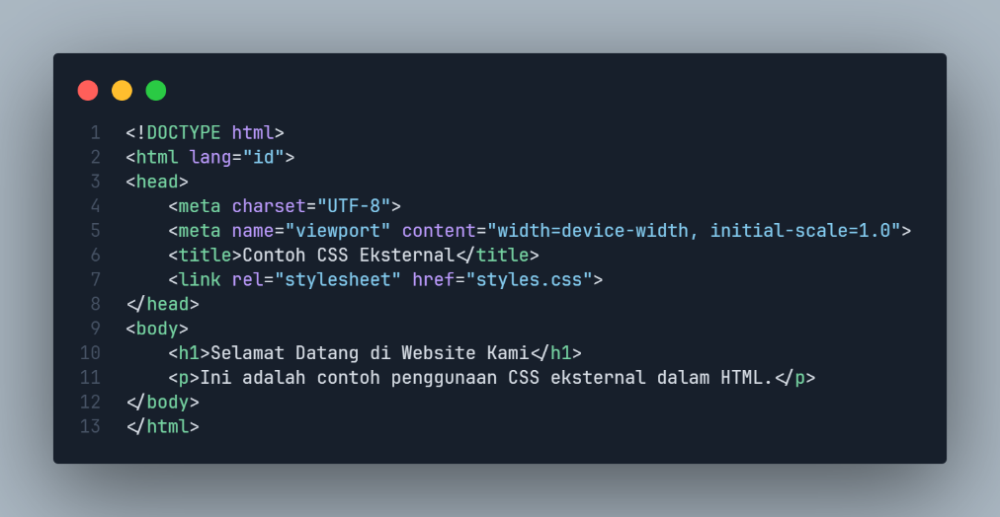 1 <!DOCTYPE html>
2 <html lang="id">
3 <head>
4     <meta charset="UTF-8">
5     <meta name="viewport" content="width=device-width, initial-scale=1.0">
6     <title>Contoh CSS Eksternal</title>
7     <link rel="stylesheet" href="styles.css">
8 </head>
9 <body>
10     <h1>Selamat Datang di Website Kami</h1>
11     <p>Ini adalah contoh penggunaan CSS eksternal dalam HTML.</p>
12 </body>
13 </html>